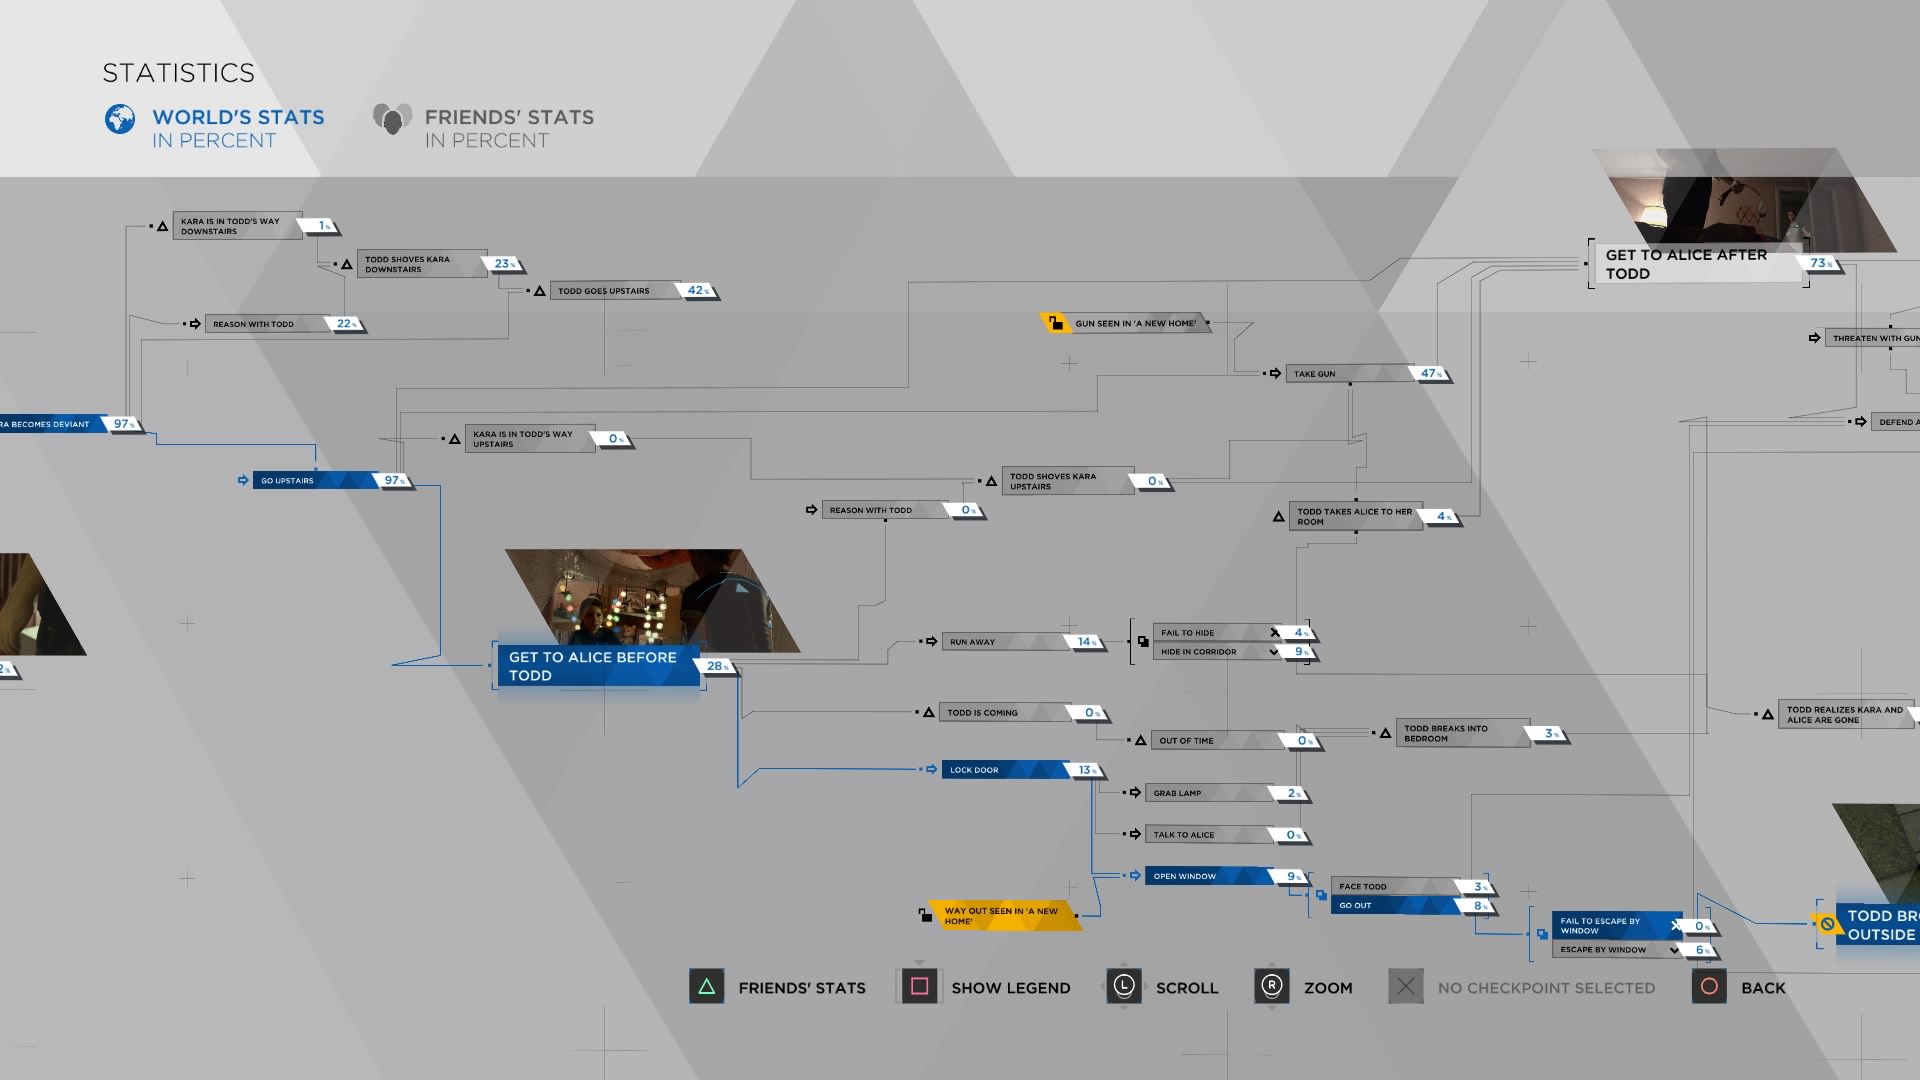 STATISTICS
WORLD'S STATS
IN PERCENT
FRIENDS' STATS
IN PERCENT
KARA IS IN TODD'S WAY
DOWNSTAIRS
1%
TODD SHOVES KARA
DOWNSTAIRS
23%
TODD GOES UPSTAIRS
42%
REASON WITH TODD
22%
GET TO ALICE AFTER
TODD
73%
GUN SEEN IN 'A NEW HOME'
THREATEN WITH GUN
TAKE GUN
47%
RA BECOMES DEVIANT
97%
DEFEND A
KARA IS IN TODD'S WAY
UPSTAIRS
0%
GO UPSTAIRS
97%
TODD SHOVES KARA
UPSTAIRS
0%
REASON WITH TODD
0%
TODD TAKES ALICE TO HER
ROOM
4%
GET TO ALICE BEFORE
TODD
28%
2%
RUN AWAY
14%
FAIL TO HIDE
4%
HIDE IN CORRIDOR
9%
TODD IS COMING
0%
OUT OF TIME
0%
TODD BREAKS INTO
BEDROOM
3%
TODD REALIZES KARA AND
ALICE ARE GONE
LOCK DOOR
13%
GRAB LAMP
2%
TALK TO ALICE
0%
OPEN WINDOW
9%
FACE TODD
3%
GO OUT
8%
WAY OUT SEEN IN 'A NEW
HOME'
FAIL TO ESCAPE BY
WINDOW
0%
ESCAPE BY WINDOW
6%
TODD BR
OUTSIDE
FRIENDS' STATS
SHOW LEGEND
L
SCROLL
R
ZOOM
NO CHECKPOINT SELECTED
BACK